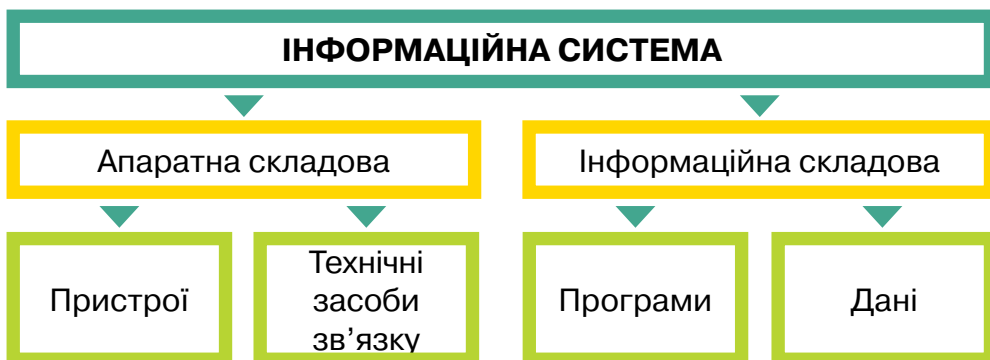 ІНФОРМАЦІЙНА СИСТЕМА
Апаратна складова
Інформаційна складова
Пристрої
Технічні
засоби
зв’язку
Програми
Дані